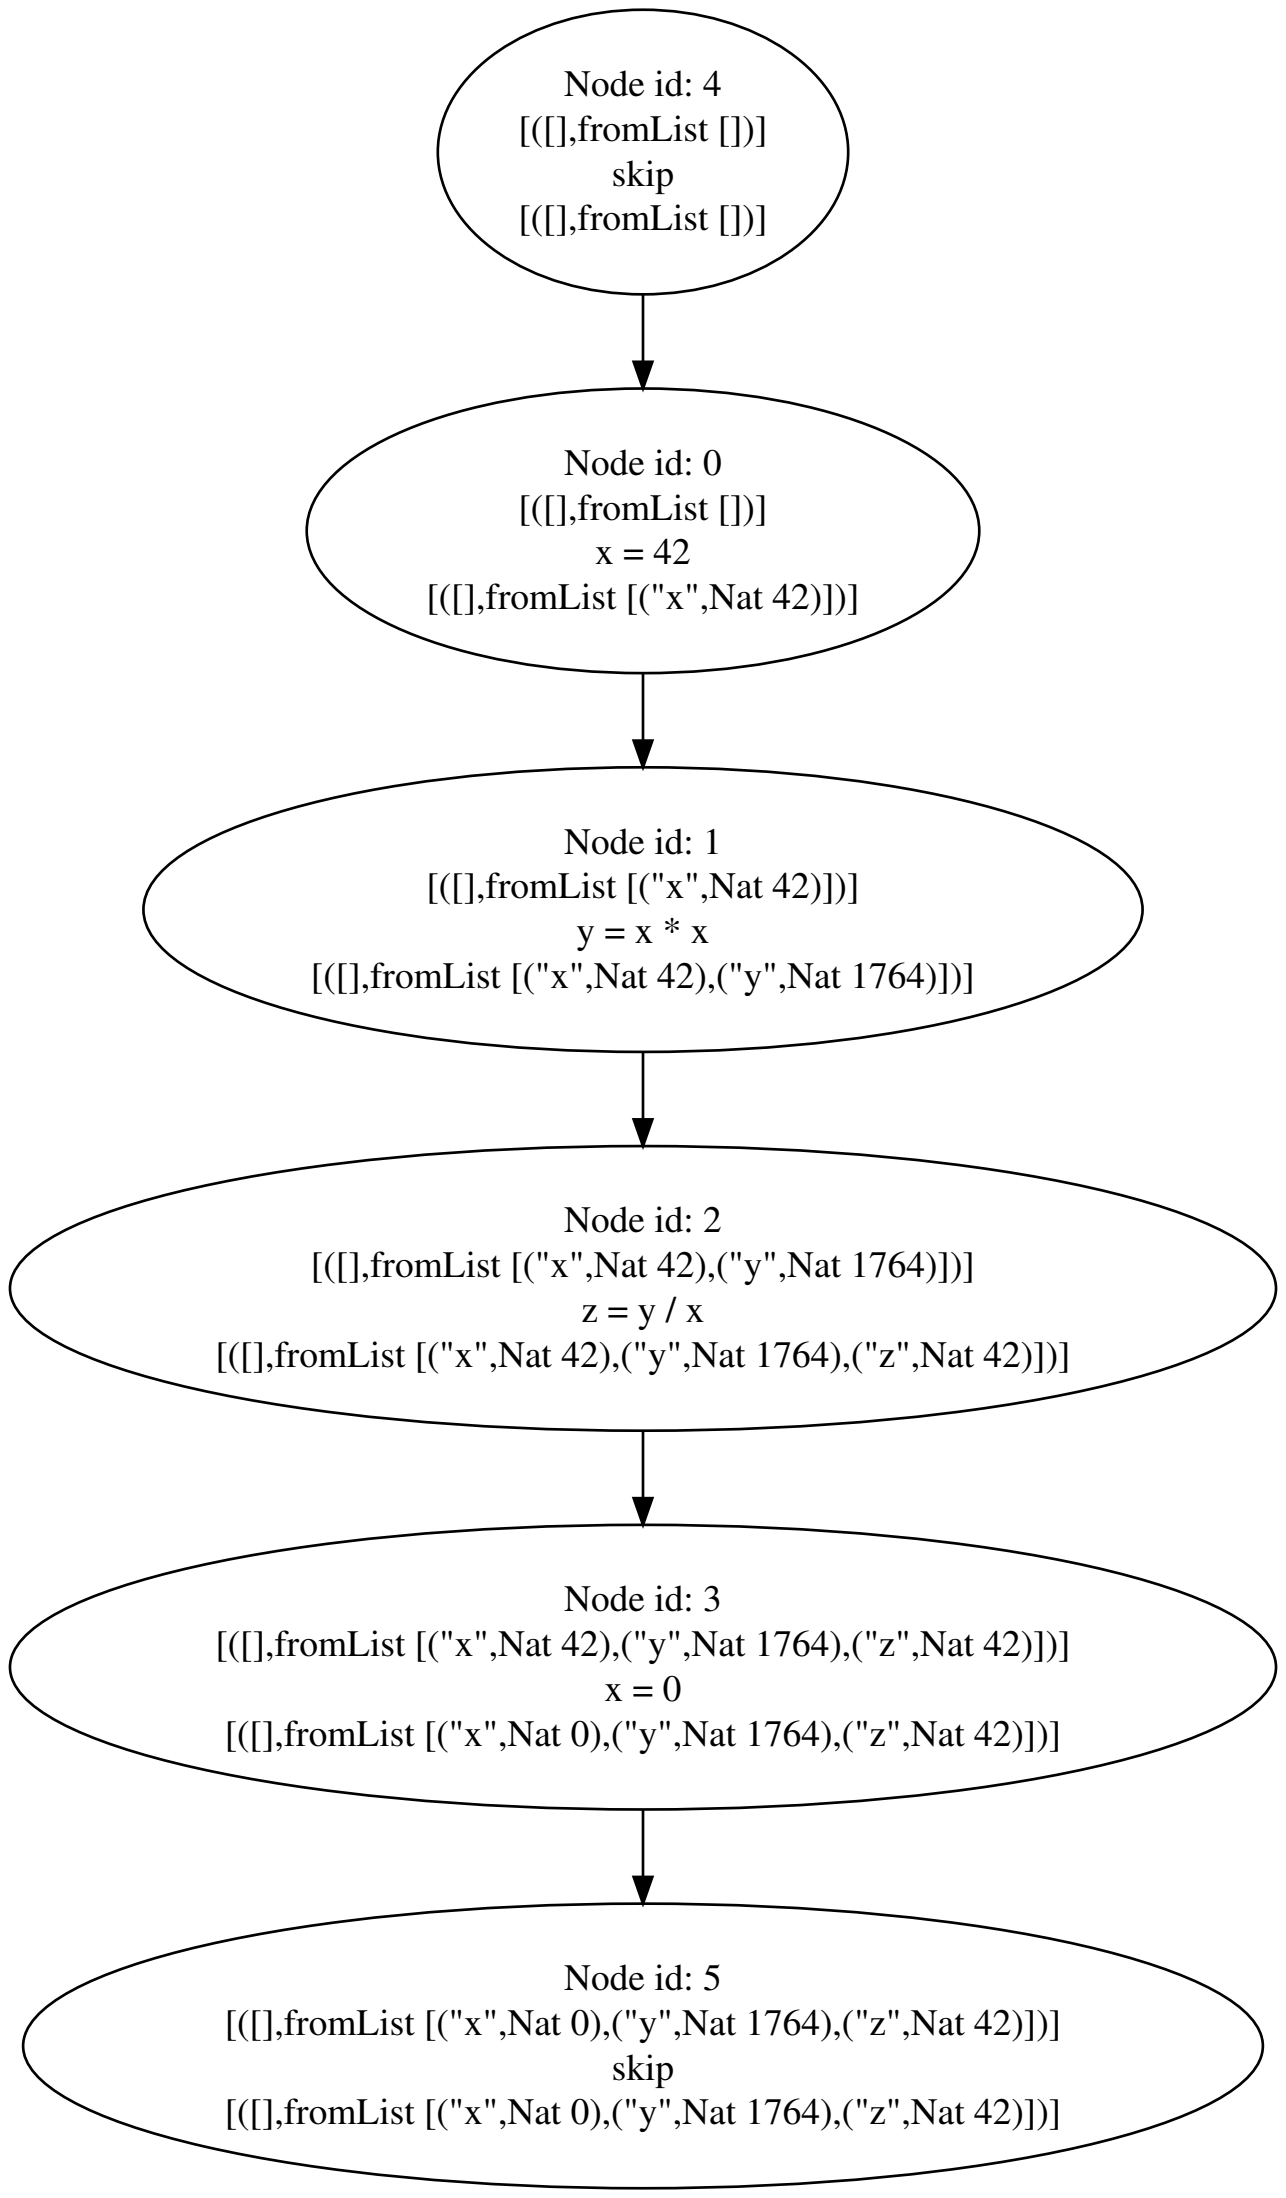 Node id: 4
[([],fromList [])]
skip
[([],fromList [])]
Node id: 0
[([],fromList [])]
x = 42
[([],fromList [("x",Nat 42)])]
Node id: 1
[([],fromList [("x",Nat 42)])]
y = x * x
[([],fromList [("x",Nat 42),("y",Nat 1764)])]
Node id: 2
[([],fromList [("x",Nat 42),("y",Nat 1764)])]
z = y / x
[([],fromList [("x",Nat 42),("y",Nat 1764),("z",Nat 42)])]
Node id: 3
[([],fromList [("x",Nat 42),("y",Nat 1764),("z",Nat 42)])]
x = 0
[([],fromList [("x",Nat 0),("y",Nat 1764),("z",Nat 42)])]
Node id: 5
[([],fromList [("x",Nat 0),("y",Nat 1764),("z",Nat 42)])]
skip
[([],fromList [("x",Nat 0),("y",Nat 1764),("z",Nat 42)])]